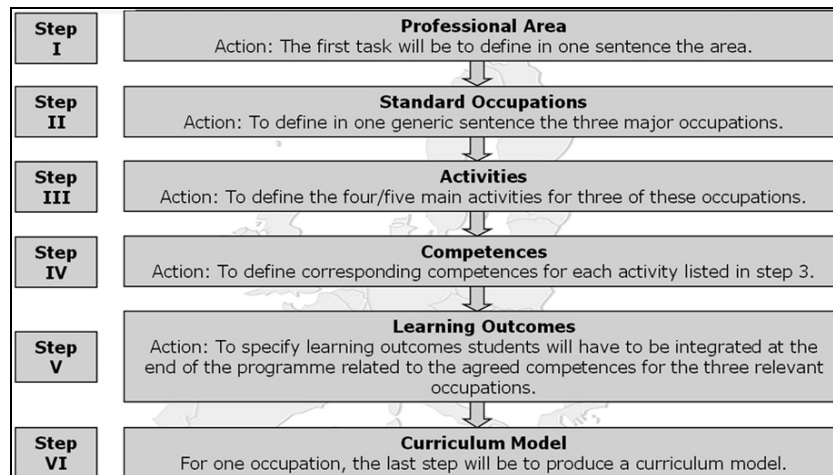 Step
I
Professional Area
Action: The first task will be to define in one sentence the area.
Step
II
Standard Occupations
Action: To define in one generic sentence the three major occupations.
Step
III
Activities
Action: To define the four/five main activities for three of these occupations.
Step
IV
Competences
Action: To define corresponding competences for each activity listed in step 3.
Step
V
Learning Outcomes
Action: To specify learning outcomes students will have to be integrated at the
end of the programme related to the agreed competences for the three relevant
occupations.
Step
VI
Curriculum Model
For one occupation, the last step will be to produce a curriculum model.